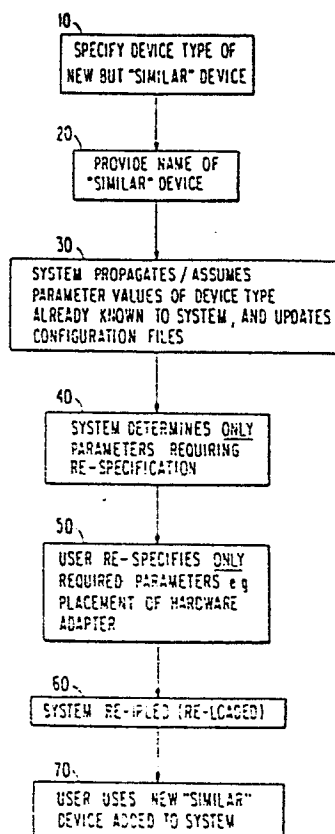 10
SPECIFY DEVICE TYPE OF
NEW BUT "SIMILAR" DEVICE
20
PROVIDE NAME OF
"SIMILAR" DEVICE
30
SYSTEM PROPAGATES/ASSUMES
PARAMETER VALUES OF DEVICE TYPE
ALREADY KNOWN TO SYSTEM, AND UPDATES
CONFIGURATION FILES
40
SYSTEM DETERMINES ONLY
PARAMETERS REQUIRING
RE-SPECIFICATION
50
USER RE-SPECIFIES ONLY
REQUIRED PARAMETERS e g
PLACEMENT OF HARDWARE
ADAPTER
60
SYSTEM RE-IPLED (RE-LOADED)
70
USER USES NEW "SIMILAR"
DEVICE ADDED TO SYSTEM